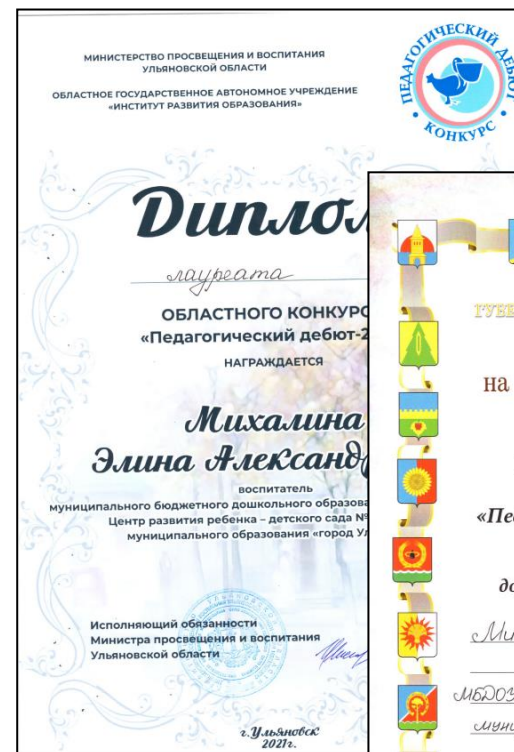 МИНИСТЕРСТВО ПРОСВЕЩЕНИЯ И ВОСПИТАНИЯ
УЛЬЯНОВСКОЙ ОБЛАСТИ
ОБЛАСТНОЕ ГОСУДАРСТВЕННОЕ АВТОНОМНОЕ УЧРЕЖДЕНИЕ
«ИНСТИТУТ РАЗВИТИЯ ОБРАЗОВАНИЯ»
ПЕДАГОГИЧЕСКИЙ ДЕБЮТ
КОНКУРС
Диплом
лауреата
ОБЛАСТНОГО КОНКУРС
«Педагогический дебют-2
НАГРАЖДАЕТСЯ
Михалина
Элина Александ
воспитатель
муниципального бюджетного дошкольного образова
Центр развития ребенка – детского сада №
муниципального образования «город Ул
Исполняющий обязанности
Министра просвещения и воспитания
Ульяновской области
г.Ульяновск
2021г.
ГУБЕ
на
«Пе
до
Ми
МБДОУ
муни